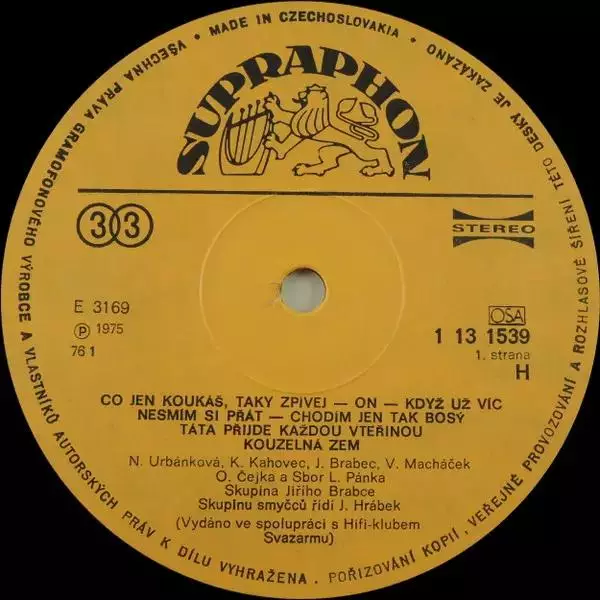 • MADE IN CZECHOSLOVAKIA •
VŠECHNA PRÁVA GRAMOFONOVÉHO VÝROBCE A VLASTNÍKŮ AUTORSKÝCH PRÁV K DÍLU VYHRAŽENA. POŘIZOVÁNÍ KOPIÍ, VEŘEJNÉ PROVOZOVÁNÍ A ROZHLASOVÉ ŠÍŘENÍ TÉTO DESKY JE ZAKÁZÁNO
SUPRAPHON
33
STEREO
E 3169
Ⓟ 1975
76 1
OSA
1 13 1539
1. strana
H
CO JEN KOUKÁŠ, TAKY ZPÍVEJ — ON — KDYŽ UŽ VÍC
NESMÍM SI PŘÁT — CHODÍM JEN TAK BOSÝ
TÁTA PŘIJDE KAŽDOU VTEŘINOU
KOUZELNÁ ZEM
N. Urbánková, K. Kahovec, J. Brabec, V. Macháček
O. Čejka a Sbor L. Pánka
Skupina Jiřího Brabce
Skupinu smyčců řídí J. Hrábek
(Vydáno ve spolupráci s Hifi-klubem
Svazarmu)